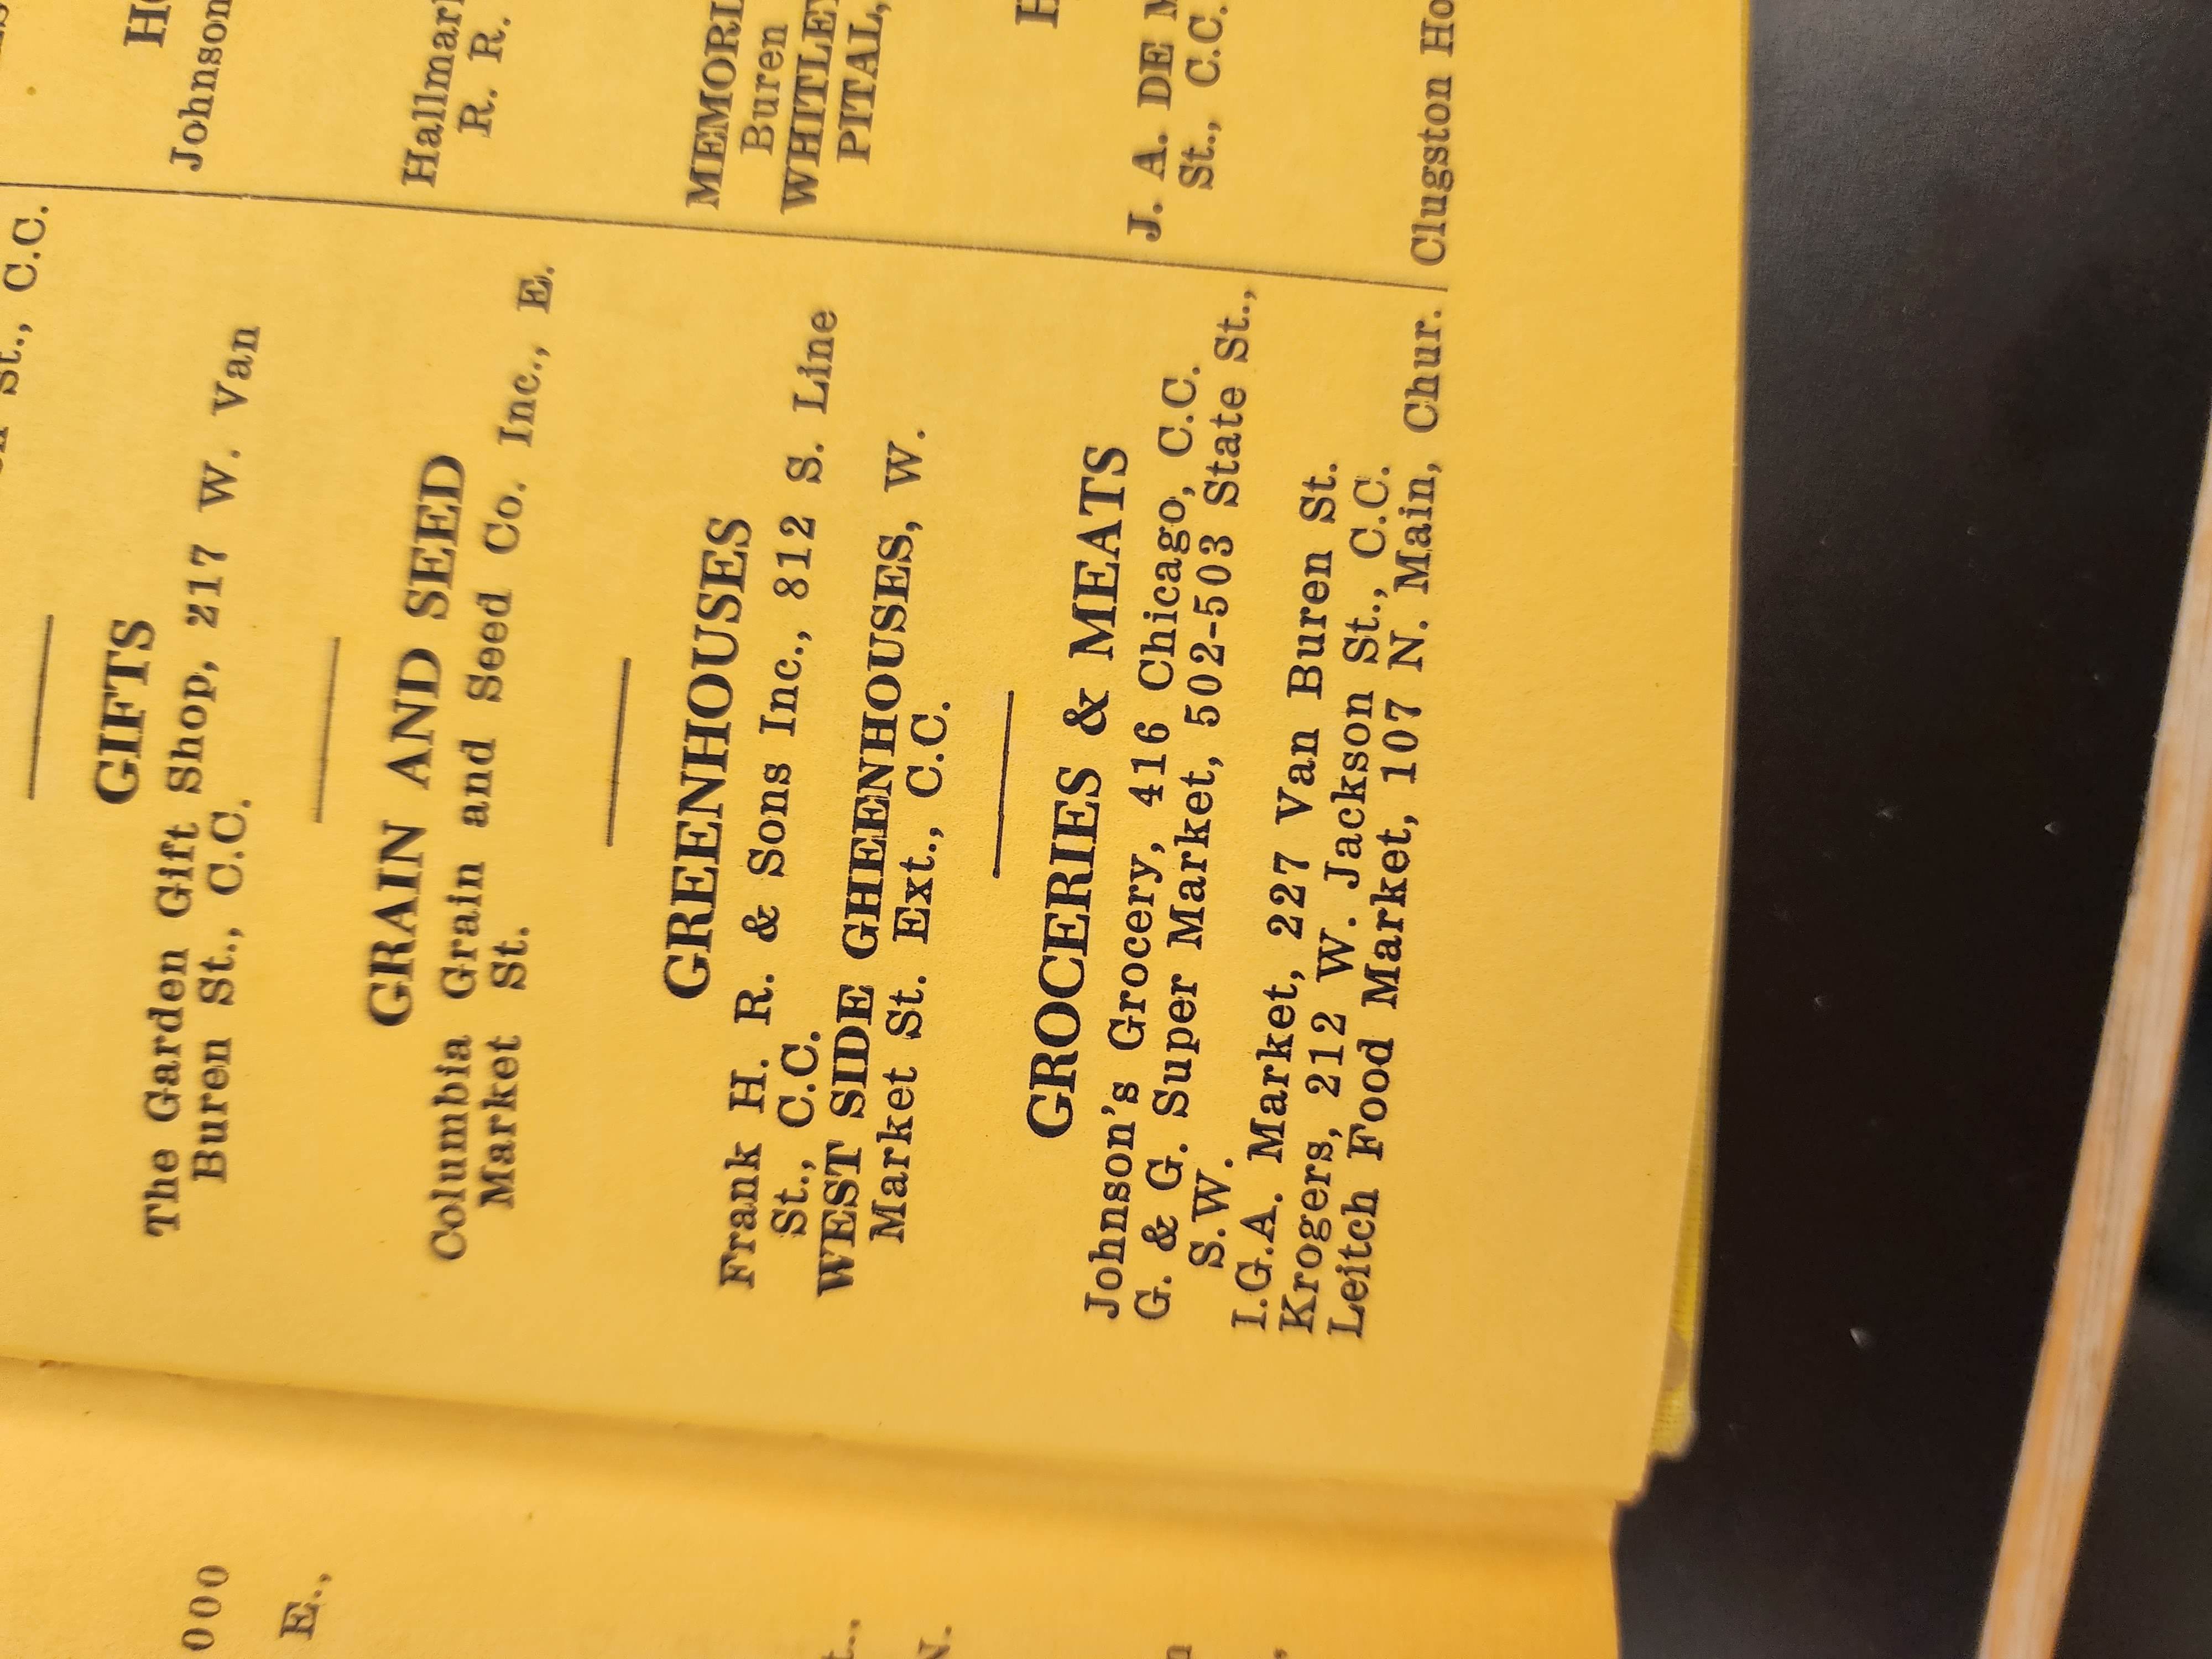 St., C.C.
GIFTS
The Garden Gift Shop, 217 W. Van
Buren St., C.C.
GRAIN AND SEED
Columbia Grain and Seed Co. Inc., E.
Market St.
GREENHOUSES
Frank H. R. & Sons Inc., 812 S. Line
St., C.C.
WEST SIDE GHEENHOUSES, W.
Market St. Ext., C.C.
GROCERIES & MEATS
Johnson's Grocery, 416 Chicago, C.C.
G. & G. Super Market, 502-503 State St.,
S.W.
I.G.A. Market, 227 Van Buren St.
Krogers, 212 W. Jackson St., C.C.
Leitch Food Market, 107 N. Main, Chur.
Johnson
Hallmar
R. R.
MEMORI
Buren
WHITLEY
PITAL,
J. A. DE
St., C.C.
Clugston Ho
000
E.,
N.